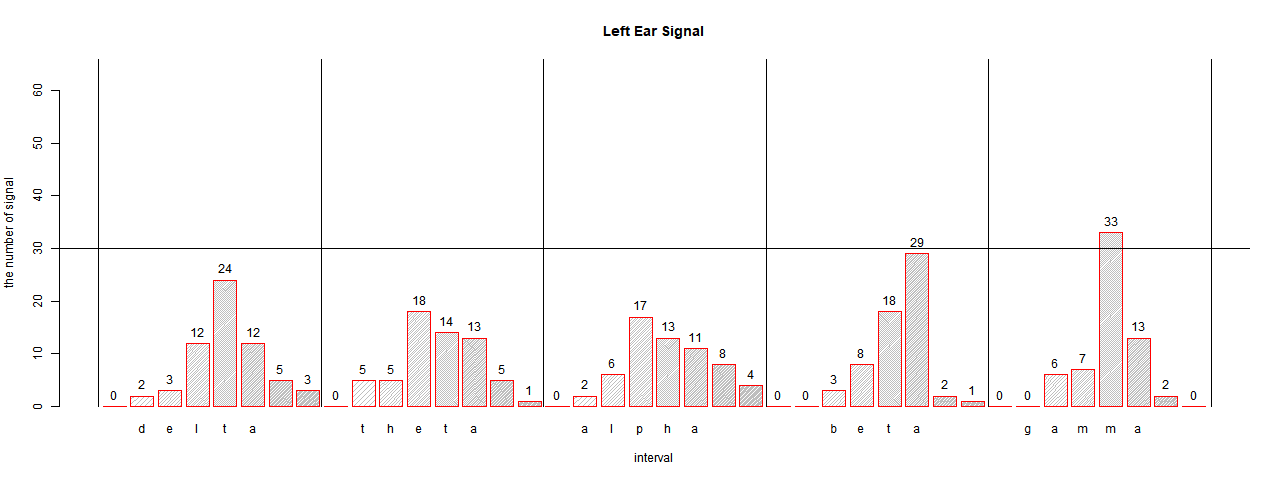 Left Ear Signal
the number of signal
60
50
40
30
20
10
0
0 2 3 12 24 12 5 3
0 5 5 18 14 13 5 1
0 2 6 17 13 11 8 4
0 0 3 8 18 29 2 1
0 0 6 7 33 13 2 0
d e l t a t h e t a a l p h a b e t a g a m m a
interval